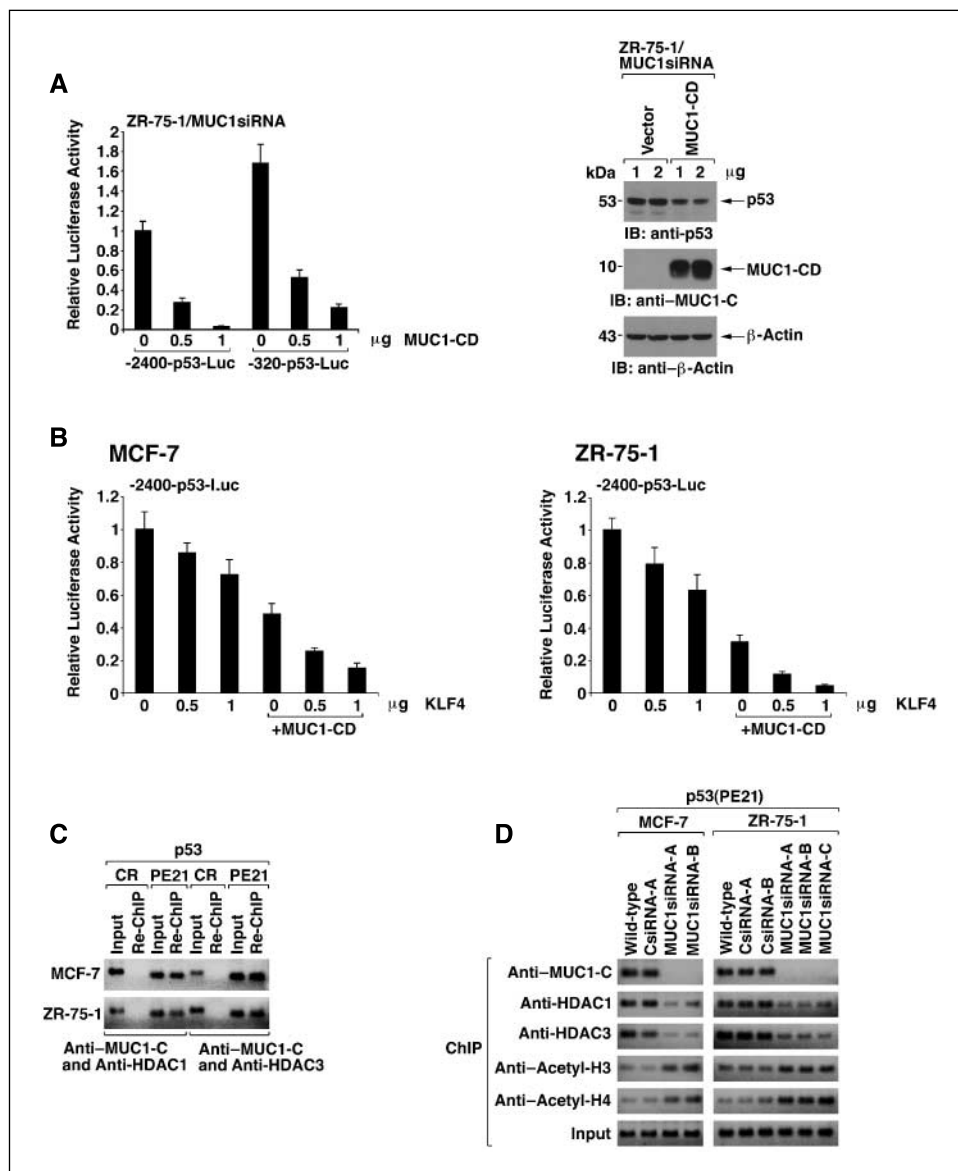 A
ZR-75-1/MUC1siRNA
Relative Luciferase Activity
2
1.8
1.6
1.4
1.2
1
0.8
0.6
0.4
0.2
0
0 0.5 1 0 0.5 1 μg MUC1-CD
-2400-p53-Luc -320-p53-Luc
ZR-75-1/
MUC1siRNA
Vector
MUC1-CD
kDa 1 2 1 2 μg
53- p53
IB: anti-p53
10- MUC1-CD
IB: anti–MUC1-C
43- β-Actin
IB: anti–β-Actin
B
MCF-7
-2400-p53-l.uc
Relative Luciferase Activity
1.2
1
0.8
0.6
0.4
0.2
0
0 0.5 1 0 0.5 1 μg KLF4
+MUC1-CD
ZR-75-1
-2400-p53-Luc
Relative Luciferase Activity
1.2
1
0.8
0.6
0.4
0.2
0
0 0.5 1 0 0.5 1 μg KLF4
+MUC1-CD
C
p53
CR PE21 CR PE21
Input Re-ChIP Input Re-ChIP Input Re-ChIP Input Re-ChIP
MCF-7
ZR-75-1
Anti–MUC1-C and Anti-HDAC1
Anti–MUC1-C and Anti-HDAC3
D
p53(PE21)
MCF-7 ZR-75-1
Wild-type CsiRNA-A MUC1siRNA-A MUC1siRNA-B Wild-type CsiRNA-A CsiRNA-B MUC1siRNA-A MUC1siRNA-B MUC1siRNA-C
ChIP
Anti–MUC1-C
Anti-HDAC1
Anti-HDAC3
Anti–Acetyl-H3
Anti–Acetyl-H4
Input